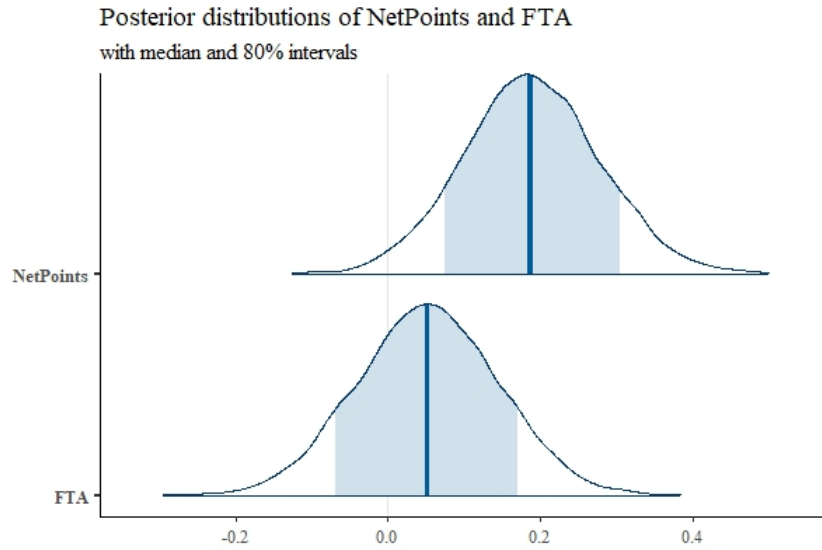 Posterior distributions of NetPoints and FTA
with median and 80% intervals
NetPoints
FTA
-0.2 0.0 0.2 0.4